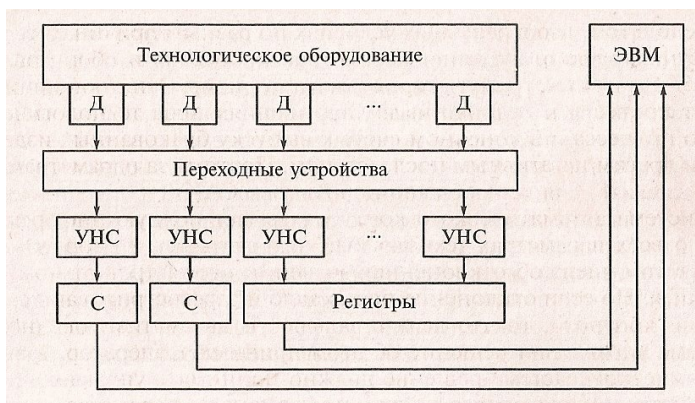 Технологическое оборудование ЭВМ
Д Д Д ... Д
Переходные устройства
УНС УНС УНС ... УНС
С С Регистры